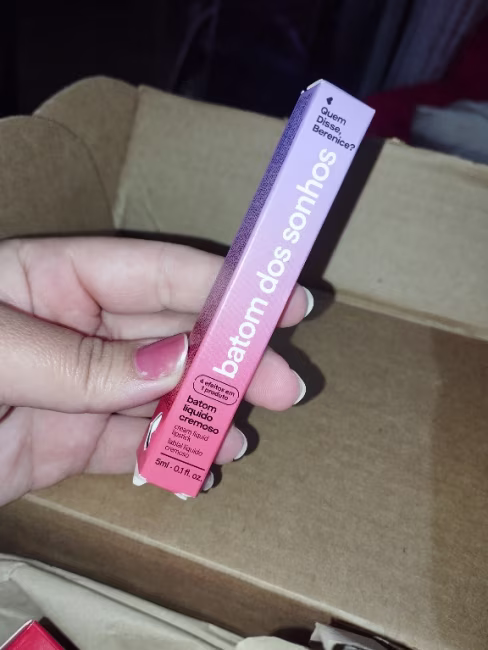 Quem
Disse,
Berenice?
batom dos sonhos
4 efeitos em
1 produto
batom
líquido
cremoso
cream liquid
lipstick
labial líquido
cremoso
5ml - 0.1 fl. oz.